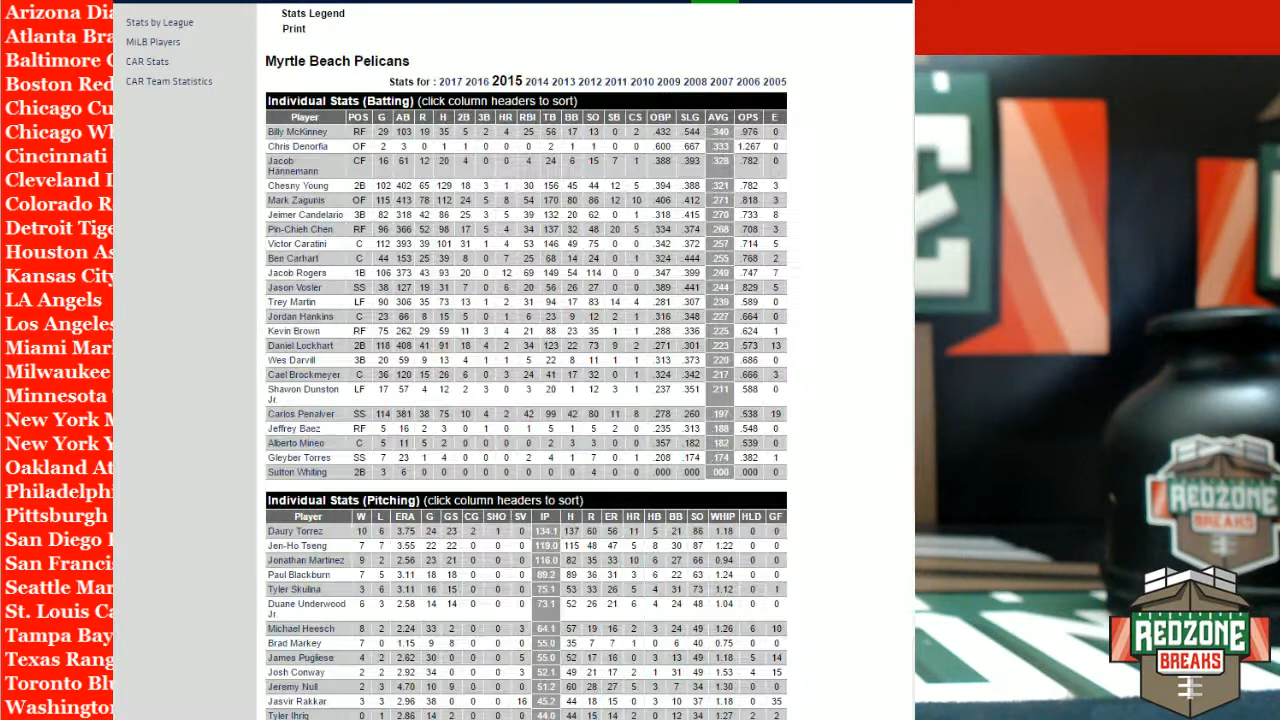 Arizona Dia
Atlanta Bra
Baltimore
Boston Red
Chicago Cu
Chicago Wh
Cincinnati
Cleveland I
Colorado R
Detroit Tige
Houston As
Kansas City
LA Angels
Los Angeles
Miami Mar
Milwaukee
Minnesota
New York M
New York Y
Oakland Ath
Philadelphi
Pittsburgh
San Diego
San Francis
Seattle Mar
St. Louis Ca
Tampa Bay
Texas Rang
Toronto Blu
Washington
Stats by League
MiLB Players
CAR Stats
CAR Team Statistics
Stats Legend
Print
Myrtle Beach Pelicans
Stats for : 2017 2016 2015 2014 2013 2012 2011 2010 2009 2008 2007 2006 2005
Individual Stats (Batting) (click column headers to sort)
Player POS G AB R H 2B 3B HR RBI TB BB SO SB CS OBP SLG AVG OPS E
Billy McKinney RF 29 103 19 35 5 2 4 25 56 17 13 0 2 .432 .544 .340 .976 0
Chris Denorfia OF 2 3 0 1 1 0 0 0 2 1 1 0 0 .600 .667 .333 1.267 0
Jacob Hannemann CF 16 61 12 20 4 0 0 4 24 6 15 7 1 .388 .393 .328 .782 0
Chesny Young 2B 102 402 65 129 18 3 1 30 156 45 44 12 5 .394 .388 .321 .782 3
Mark Zagunis OF 115 413 78 112 24 5 8 54 170 80 86 12 10 .406 .412 .271 .818 3
Jeimer Candelario 3B 82 318 42 86 25 3 5 39 132 20 62 0 1 .318 .415 .270 .733 8
Pin-Chieh Chen RF 96 366 52 98 17 5 4 34 137 32 48 20 5 .334 .374 .268 .708 3
Victor Caratini C 112 393 39 101 31 1 4 53 146 49 75 0 0 .342 .372 .257 .714 5
Ben Carhart C 44 153 25 39 8 0 7 25 68 14 24 0 1 .324 .444 .255 .768 2
Jacob Rogers 1B 106 373 43 93 20 0 12 69 149 54 114 0 0 .347 .399 .249 .747 7
Jason Vosler SS 38 127 19 31 7 0 6 20 56 26 27 0 0 .389 .441 .244 .829 5
Trey Martin LF 90 306 35 73 13 1 2 31 94 17 83 14 4 .281 .307 .239 .589 0
Jordan Hankins C 23 66 8 15 5 0 1 6 23 9 12 2 1 .316 .348 .227 .664 0
Kevin Brown RF 75 262 29 59 11 3 4 21 88 23 35 1 1 .288 .336 .225 .624 1
Daniel Lockhart 2B 118 408 41 91 18 4 2 34 123 22 73 9 2 .271 .301 .223 .573 13
Wes Darvill 3B 20 59 9 13 4 1 1 5 22 8 11 1 1 .313 .373 .220 .686 0
Cael Brockmeyer C 36 120 15 26 6 0 3 24 41 17 32 0 0 .324 .342 .217 .666 3
Shawon Dunston Jr. LF 17 57 4 12 2 3 0 3 20 1 12 3 1 .237 .351 .211 .588 0
Carlos Penalver SS 114 381 38 75 10 4 2 42 99 42 80 11 8 .278 .260 .197 .538 19
Jeffrey Baez RF 5 16 2 3 0 1 0 1 5 1 5 2 0 .235 .313 .188 .548 0
Alberto Mineo C 5 11 5 2 0 0 0 0 2 3 3 0 0 .357 .182 .182 .539 0
Gleyber Torres SS 7 23 1 4 0 0 0 2 4 1 7 0 1 .208 .174 .174 .382 1
Sutton Whiting 2B 3 6 0 0 0 0 0 0 0 0 4 0 0 .000 .000 .000 .000 0
Individual Stats (Pitching) (click column headers to sort)
Player W L ERA G GS CG SHO SV IP H R ER HR HB BB SO WHIP HLD GF
Daury Torrez 10 6 3.75 24 23 2 1 0 134.1 137 60 56 11 5 21 86 1.18 0 0
Jen-Ho Tseng 7 7 3.55 22 22 0 0 0 119.0 115 48 47 5 8 30 87 1.22 0 0
Jonathan Martinez 9 2 2.56 23 21 0 0 0 116.0 82 35 33 10 6 27 66 0.94 0 0
Paul Blackburn 7 5 3.11 18 18 0 0 0 89.2 89 36 31 3 6 22 63 1.24 0 0
Tyler Skulina 3 6 3.11 16 15 0 0 0 75.1 53 33 26 5 4 31 73 1.12 0 1
Duane Underwood Jr 6 3 2.58 14 14 0 0 0 73.1 52 26 21 6 4 24 48 1.04 0 0
Michael Heesch 8 2 2.24 33 2 0 0 3 64.1 57 19 16 2 3 24 49 1.26 6 10
Brad Markey 7 0 1.15 9 8 0 0 0 55.0 35 7 7 1 0 6 40 0.75 0 0
James Pugliese 4 2 2.62 30 0 0 0 5 55.0 52 17 16 0 3 13 49 1.18 5 14
Josh Conway 2 2 2.92 34 0 0 0 3 52.1 49 21 17 2 1 31 49 1.53 4 15
Jeremy Null 2 3 4.70 10 9 0 0 0 51.2 60 28 27 5 3 7 34 1.30 0 0
Jasvir Rakkar 3 3 2.96 38 0 0 0 16 45.2 44 18 15 0 3 10 37 1.18 0 35
Tyler Ihrig 0 1 2.86 14 2 0 0 0 44.0 44 15 14 2 0 12 34 1.27 2 2
REDZONE
BREAKS
REDZONE
BREAKS